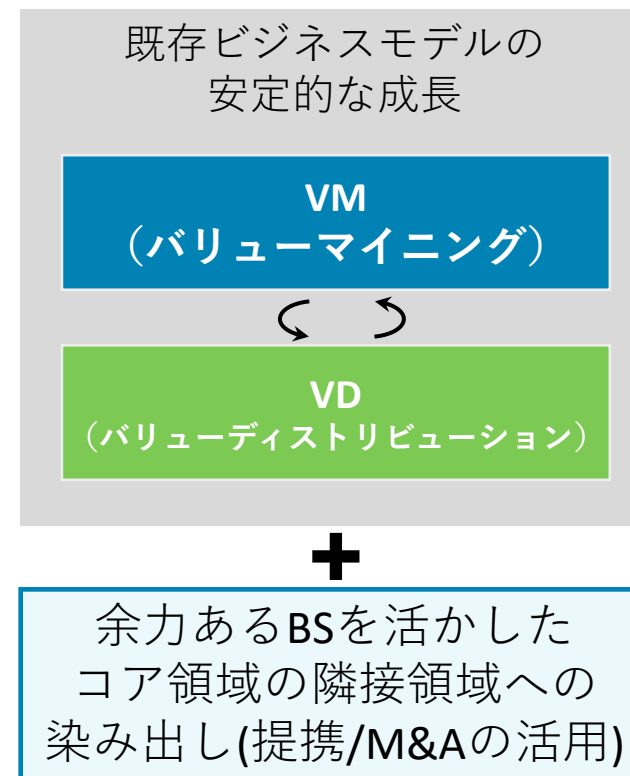 既存ビジネスモデルの
安定的な成長
VM
（バリューマイニング）
VD
（バリューディストリビューション）
+
余力あるBSを活かした
コア領域の隣接領域への
染み出し(提携/M&Aの活用)